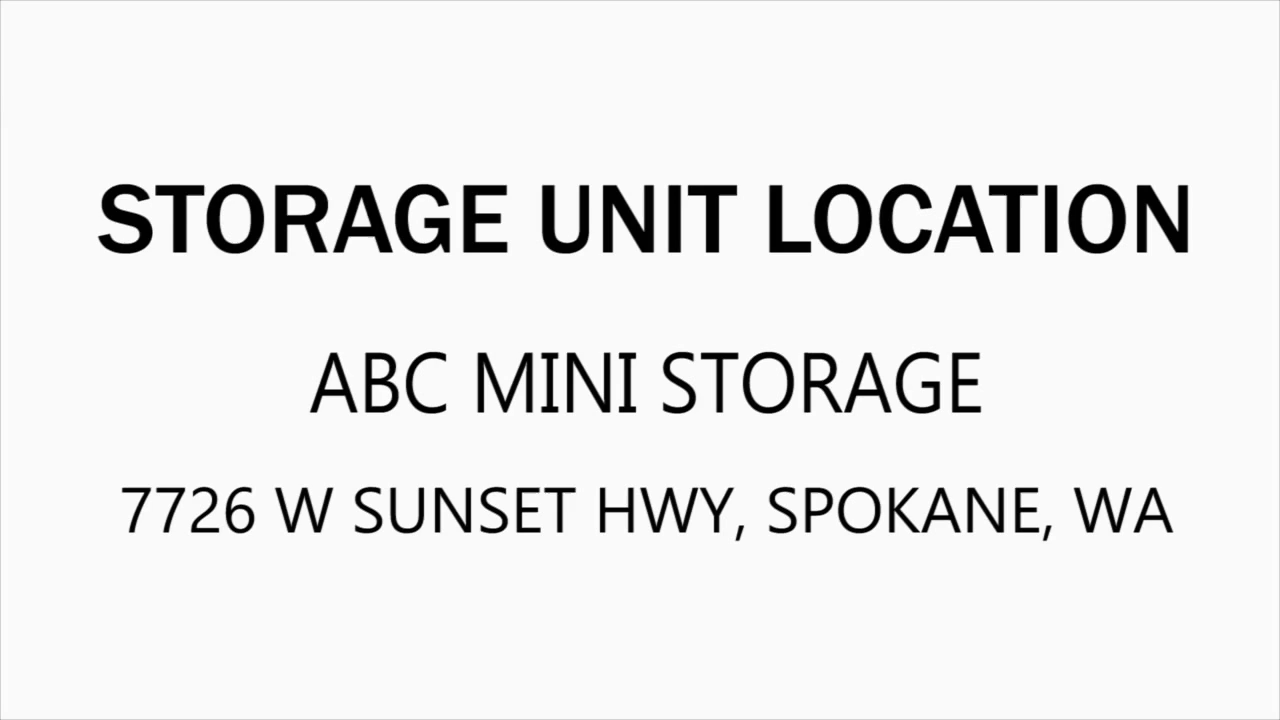 STORAGE UNIT LOCATION
ABC MINI STORAGE
7726 W SUNSET HWY, SPOKANE, WA